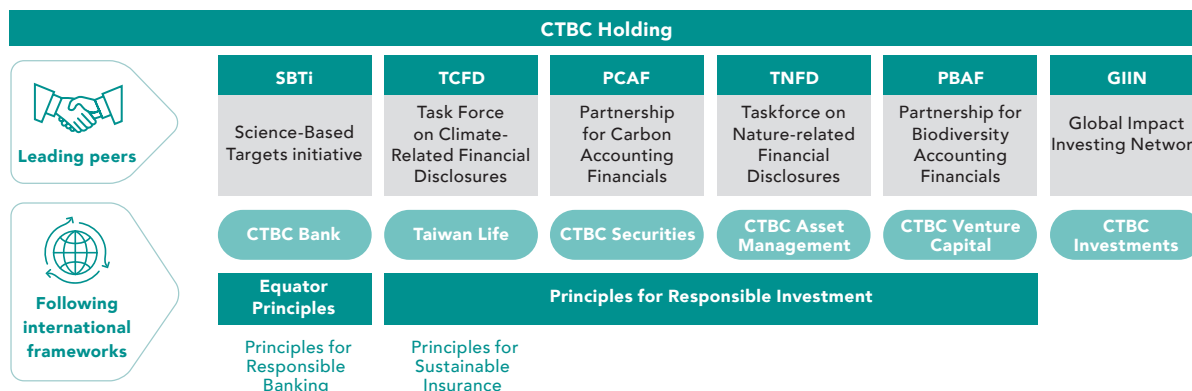 CTBC Holding
Leading peers
SBTi
Science-Based
Targets initiative
TCFD
Task Force
on Climate-
Related Financial
Disclosures
PCAF
Partnership
for Carbon
Accounting
Financials
TNFD
Taskforce on
Nature-related
Financial
Disclosures
PBAF
Partnership for
Biodiversity
Accounting
Financials
GIIN
Global Impact
Investing Network
Following
international
frameworks
CTBC Bank
Taiwan Life
CTBC Securities
CTBC Asset
Management
CTBC Venture
Capital
CTBC
Investments
Equator
Principles
Principles for Responsible Investment
Principles for
Responsible
Banking
Principles for
Sustainable
Insurance